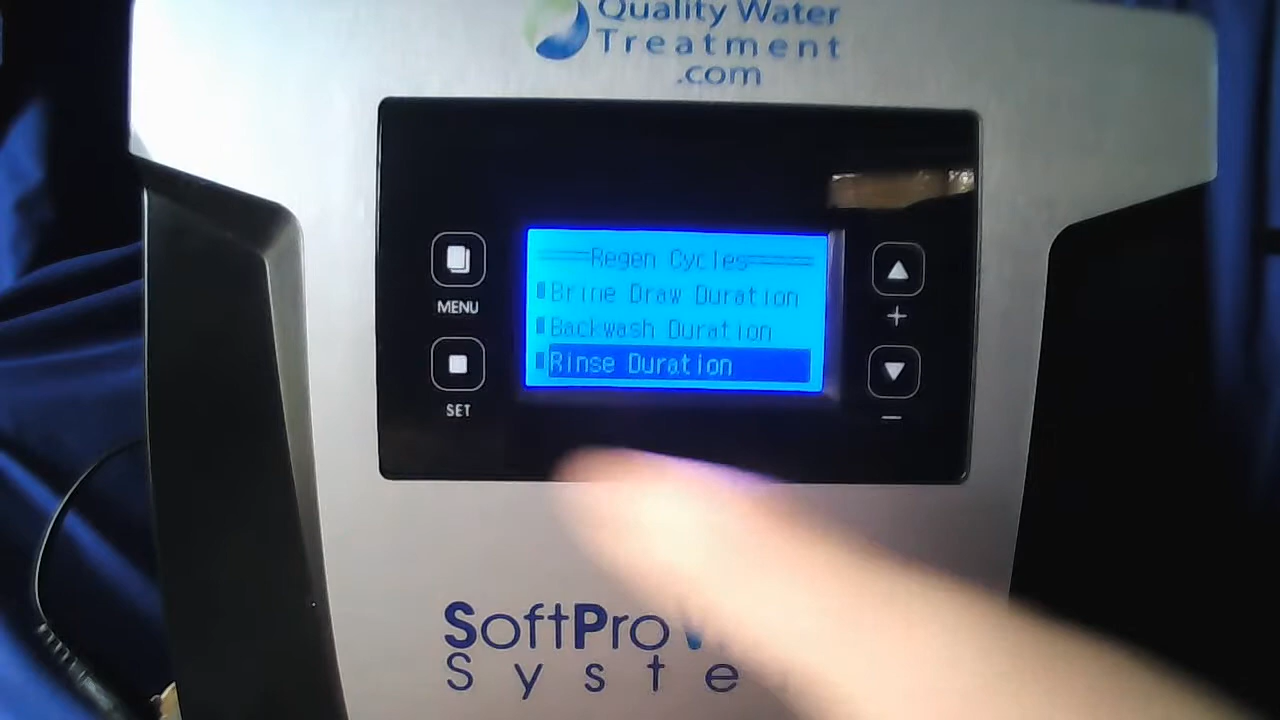 Quality Water
Treatment
.com
Regen Cycles
Brine Draw Duration
Backwash Duration
Rinse Duration
MENU
SET
+
−
SoftPro
Syste